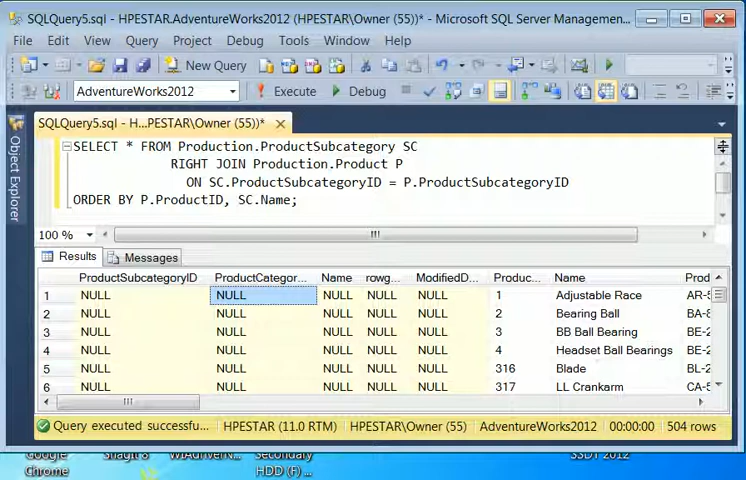 SQLQuery5.sql - HPESTAR.AdventureWorks2012 (HPESTAR\Owner (55))* - Microsoft SQL Server Managemen...
File Edit View Query Project Debug Tools Window Help
New Query
AdventureWorks2012 Execute Debug
SQLQuery5.sql - H...PESTAR\Owner (55))*
Object Explorer
SELECT * FROM Production.ProductSubcategory SC
RIGHT JOIN Production.Product P
ON SC.ProductSubcategoryID = P.ProductSubcategoryID
ORDER BY P.ProductID, SC.Name;
100 %
Results Messages
ProductSubcategoryID ProductCategor... Name rowg... ModifiedD... Produc... Name Prod
1 NULL NULL NULL NULL NULL 1 Adjustable Race AR-5
2 NULL NULL NULL NULL NULL 2 Bearing Ball BA-8
3 NULL NULL NULL NULL NULL 3 BB Ball Bearing BE-2
4 NULL NULL NULL NULL NULL 4 Headset Ball Bearings BE-2
5 NULL NULL NULL NULL NULL 316 Blade BL-2
6 NULL NULL NULL NULL NULL 317 LL Crankarm CA-5
Query executed successfu... HPESTAR (11.0 RTM) HPESTAR\Owner (55) AdventureWorks2012 00:00:00 504 rows
Google Snagit 8 Secondary SSDT 2012
Chrome HDD (F) ...